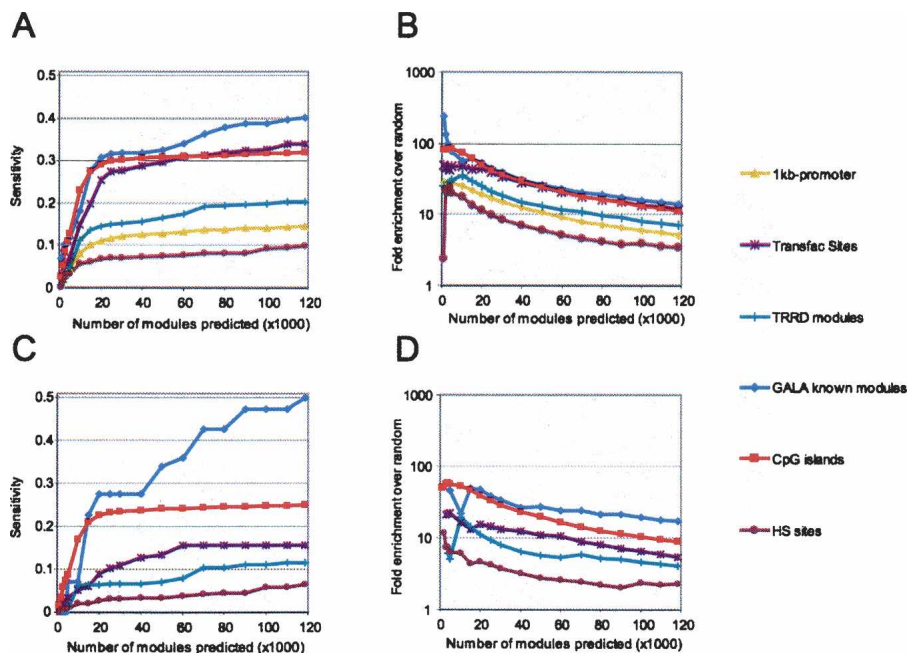 A
B
0.5
0.4
0.3
0.2
0.1
0
Sensitivity
0 20 40 60 80 100 120
Number of modules predicted (x1000)
1000
100
10
1
Fold enrichment over random
0 20 40 60 80 100 120
Number of modules predicted (x1000)
C
D
0.5
0.4
0.3
0.2
0.1
0
Sensitivity
0 20 40 60 80 100 120
Number of modules predicted (x1000)
1000
100
10
1
Fold enrichment over random
0 20 40 60 80 100 120
Number of modules predicted (x1000)
1kb-promoter
Transfac Sites
TRRD modules
GALA known modules
CpG islands
HS sites